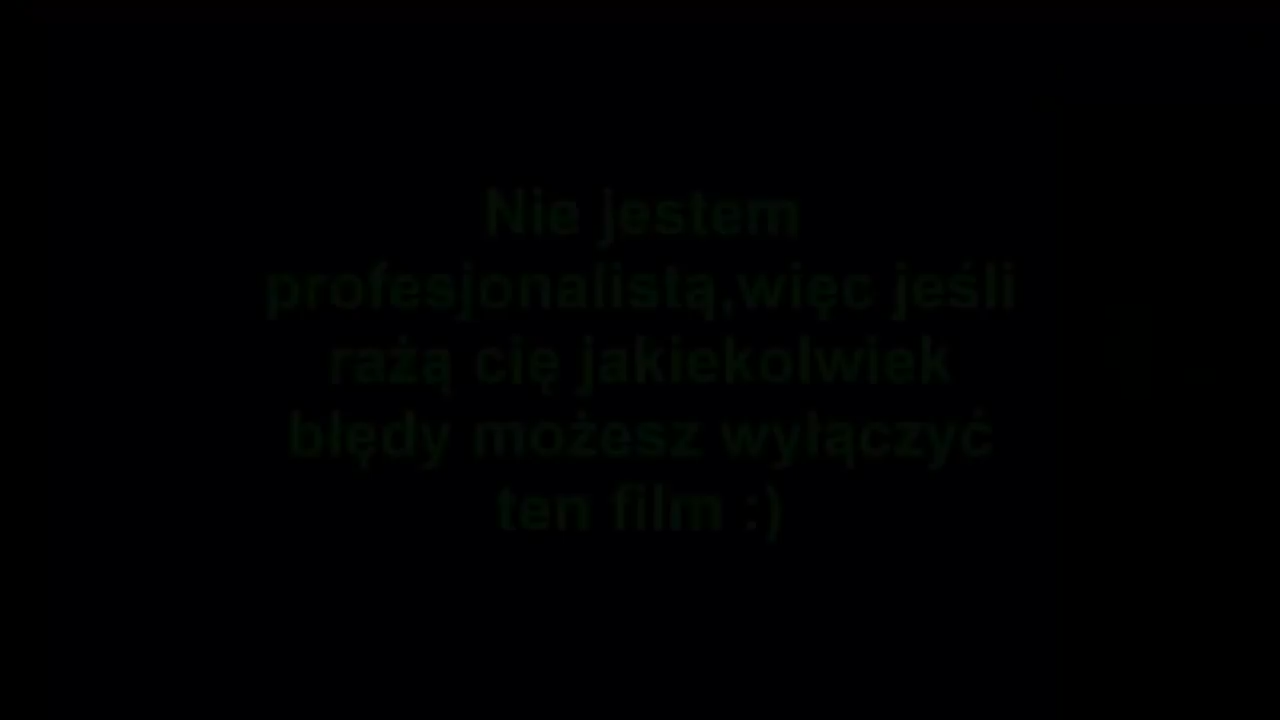 Nie jestem
profesjonalistą,więc jeśli
rażą cię jakiekolwiek
błędy możesz wyłączyć
ten film :)